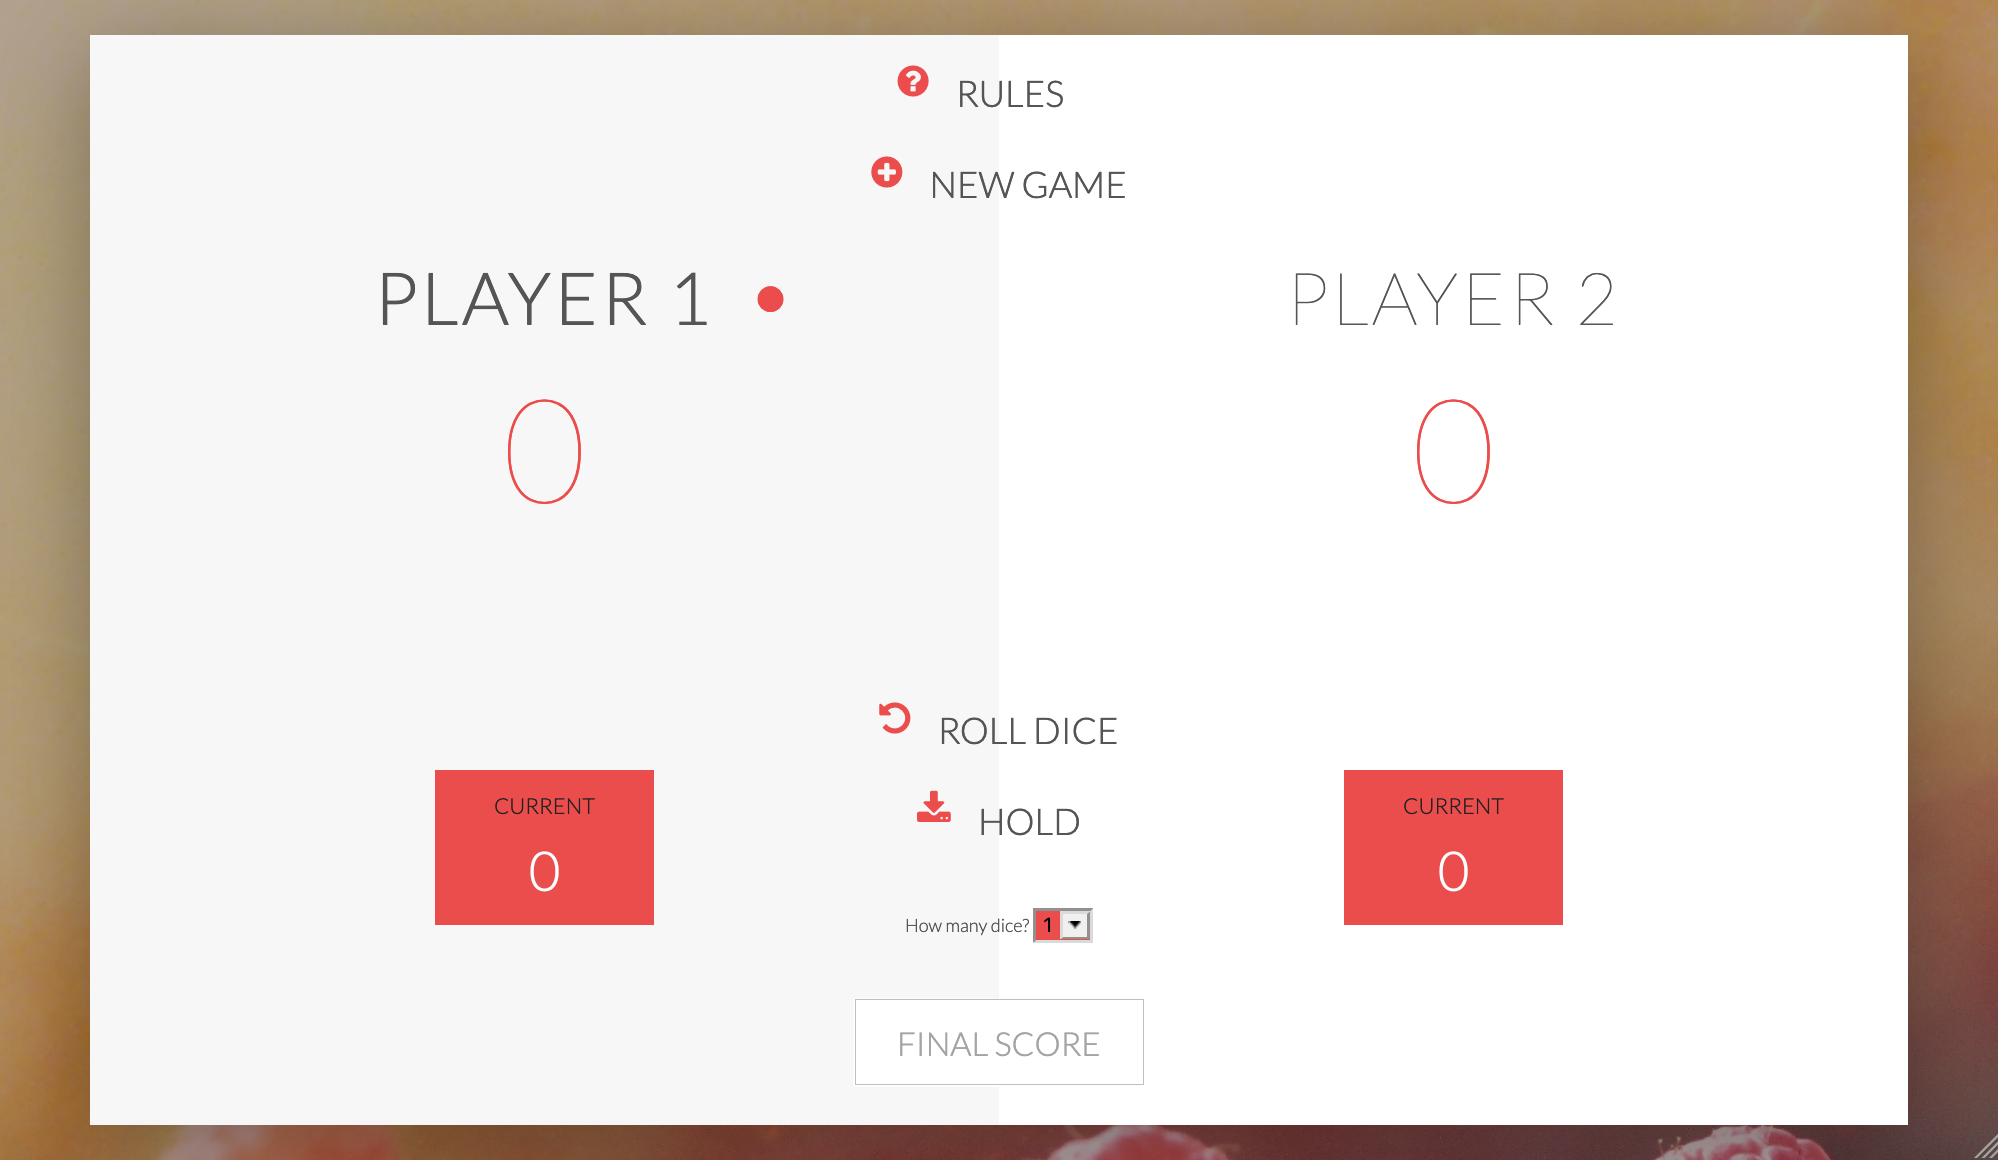 RULES
NEW GAME
PLAYER 1
PLAYER 2
0
0
ROLL DICE
CURRENT
0
HOLD
CURRENT
0
How many dice? 1
FINAL SCORE